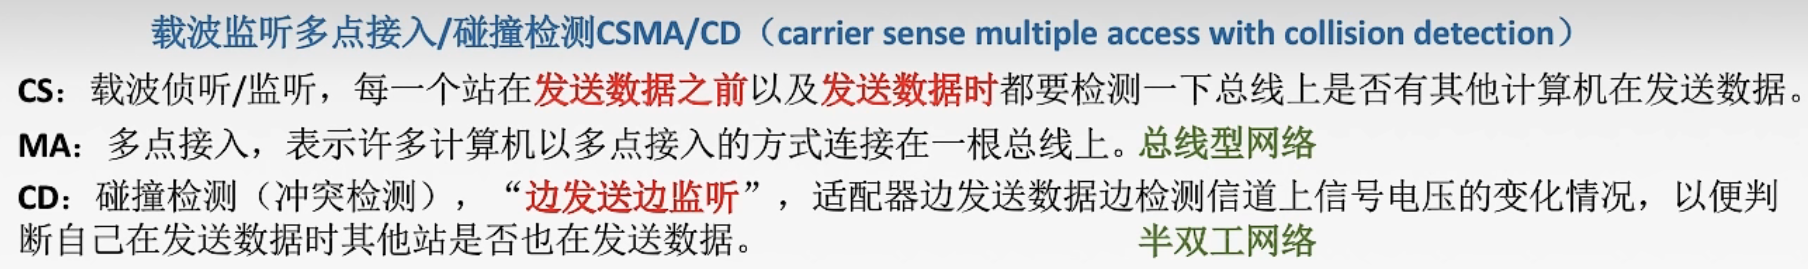 载波监听多点接入/碰撞检测CSMA/CD（carrier sense multiple access with collision detection）
CS：载波侦听/监听，每一个站在发送数据之前以及发送数据时都要检测一下总线上是否有其他计算机在发送数据。
MA：多点接入，表示许多计算机以多点接入的方式连接在一根总线上。总线型网络
CD：碰撞检测（冲突检测），“边发送边监听”，适配器边发送数据边检测信道上信号电压的变化情况，以便判
断自己在发送数据时其他站是否也在发送数据。 半双工网络